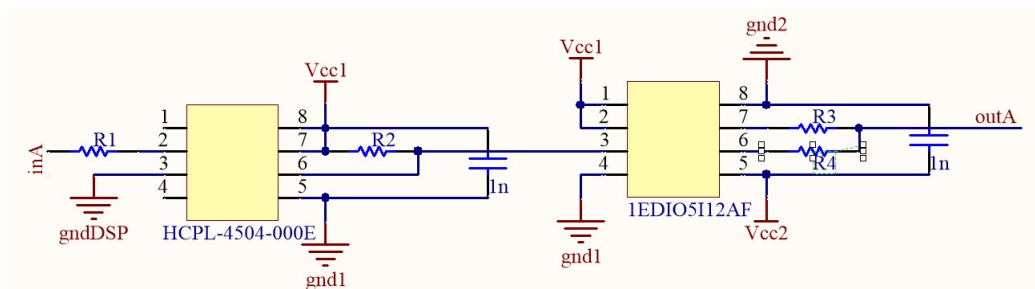 gnd2
Vcc1
Vcc1
1 8
2 7
3 6
4 5
R3
R4
outA
1n
1EDIO5I12AF
gnd1
Vcc2
inA
R1
1 8
2 7
3 6
4 5
R2
1n
gndDSP
HCPL-4504-000E
gnd1